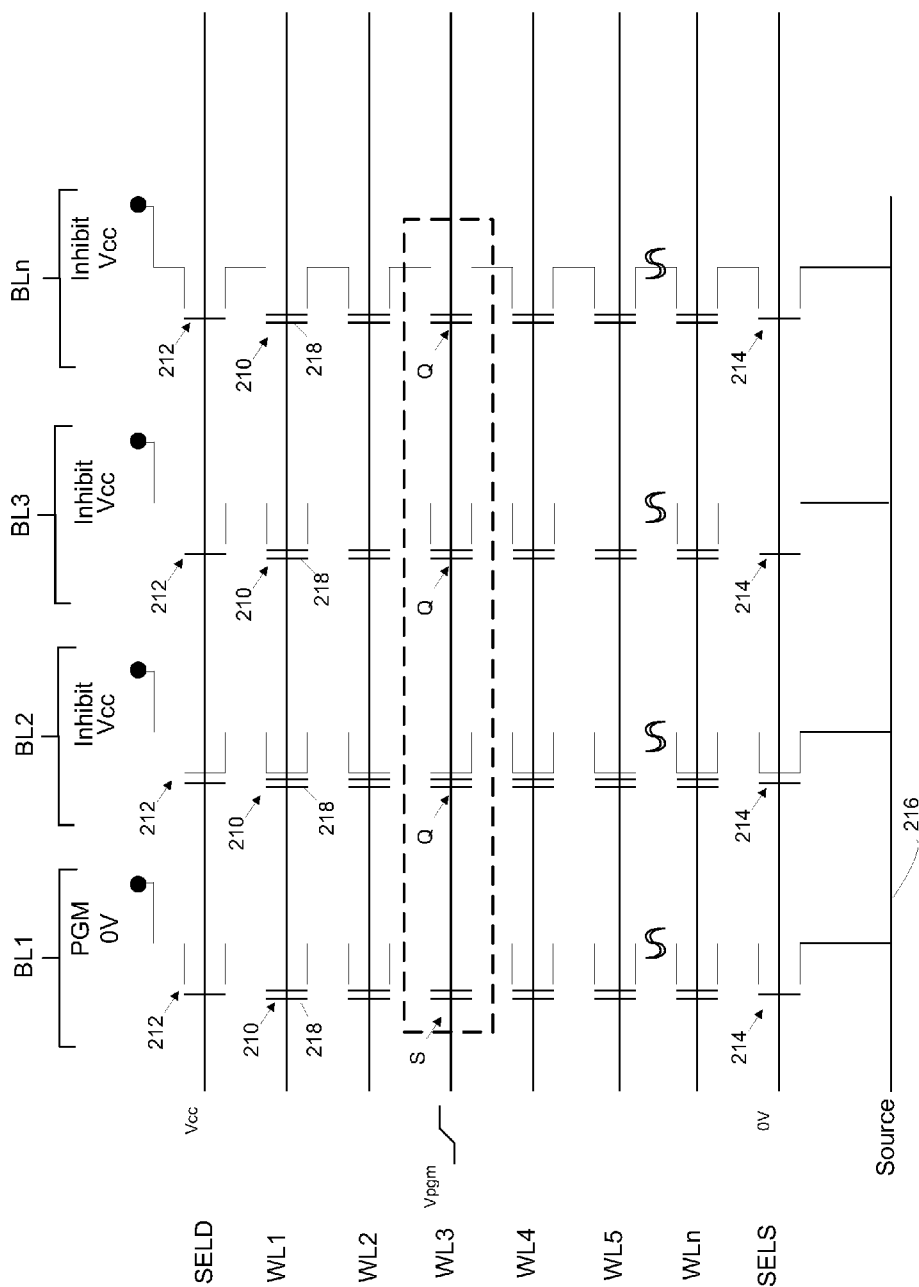 BL1
BL2
BL3
BLn
PGM
0V
Inhibit
Vcc
Inhibit
Vcc
Inhibit
Vcc
SELD
Vcc
212
212
212
212
WL1
210
218
210
218
210
218
210
218
WL2
WL3
Vpgm
S
Q
Q
Q
WL4
WL5
WLn
SELS
0V
214
214
214
214
Source
216